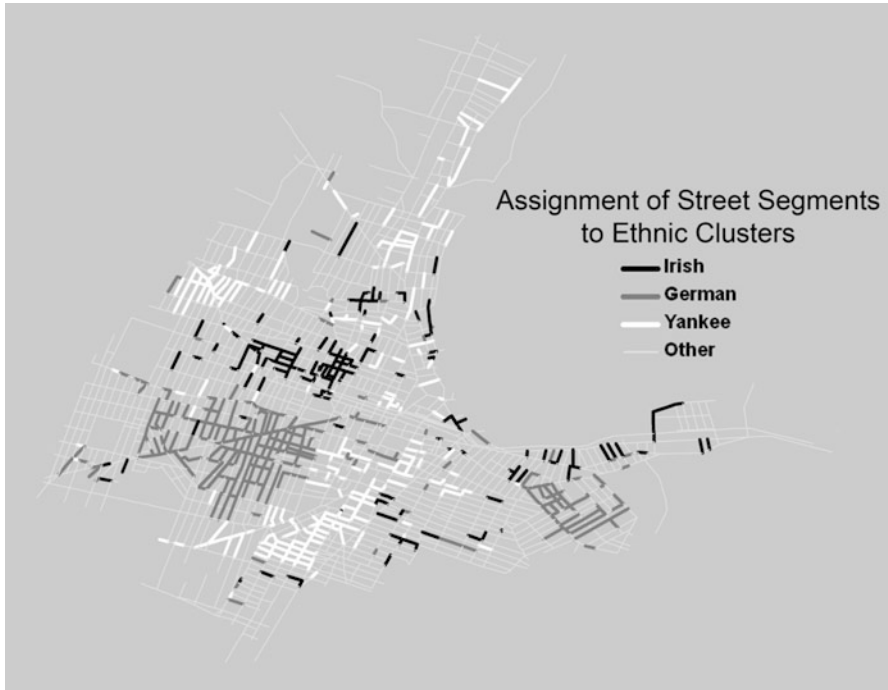 Assignment of Street Segments
to Ethnic Clusters
Irish
German
Yankee
Other